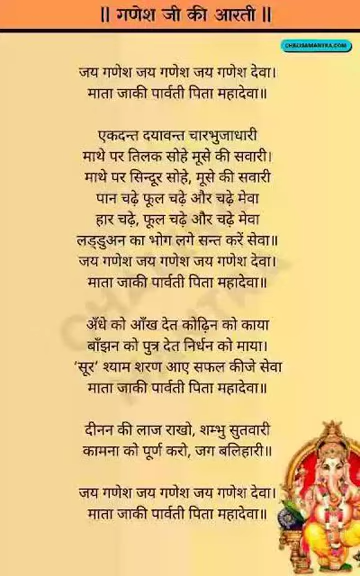 || गणेश जी की आरती ||
CHALISAMANTRA.COM
जय गणेश जय गणेश जय गणेश देवा।
माता जाकी पार्वती पिता महादेवा॥
एकदन्त दयावन्त चारभुजाधारी
माथे पर तिलक सोहे मूसे की सवारी।
माथे पर सिन्दूर सोहे, मूसे की सवारी
पान चढ़े फूल चढ़े और चढ़े मेवा
हार चढ़े, फूल चढ़े और चढ़े मेवा
लड्डुअन का भोग लगे सन्त करें सेवा॥
जय गणेश जय गणेश जय गणेश देवा।
माता जाकी पार्वती पिता महादेवा॥
अँधे को आँख देत कोढ़िन को काया
बाँझन को पुत्र देत निर्धन को माया।
'सूर' श्याम शरण आए सफल कीजे सेवा
माता जाकी पार्वती पिता महादेवा॥
दीनन की लाज राखो, शम्भु सुतवारी
कामना को पूर्ण करो, जग बलिहारी॥
जय गणेश जय गणेश जय गणेश देवा।
माता जाकी पार्वती पिता महादेवा॥